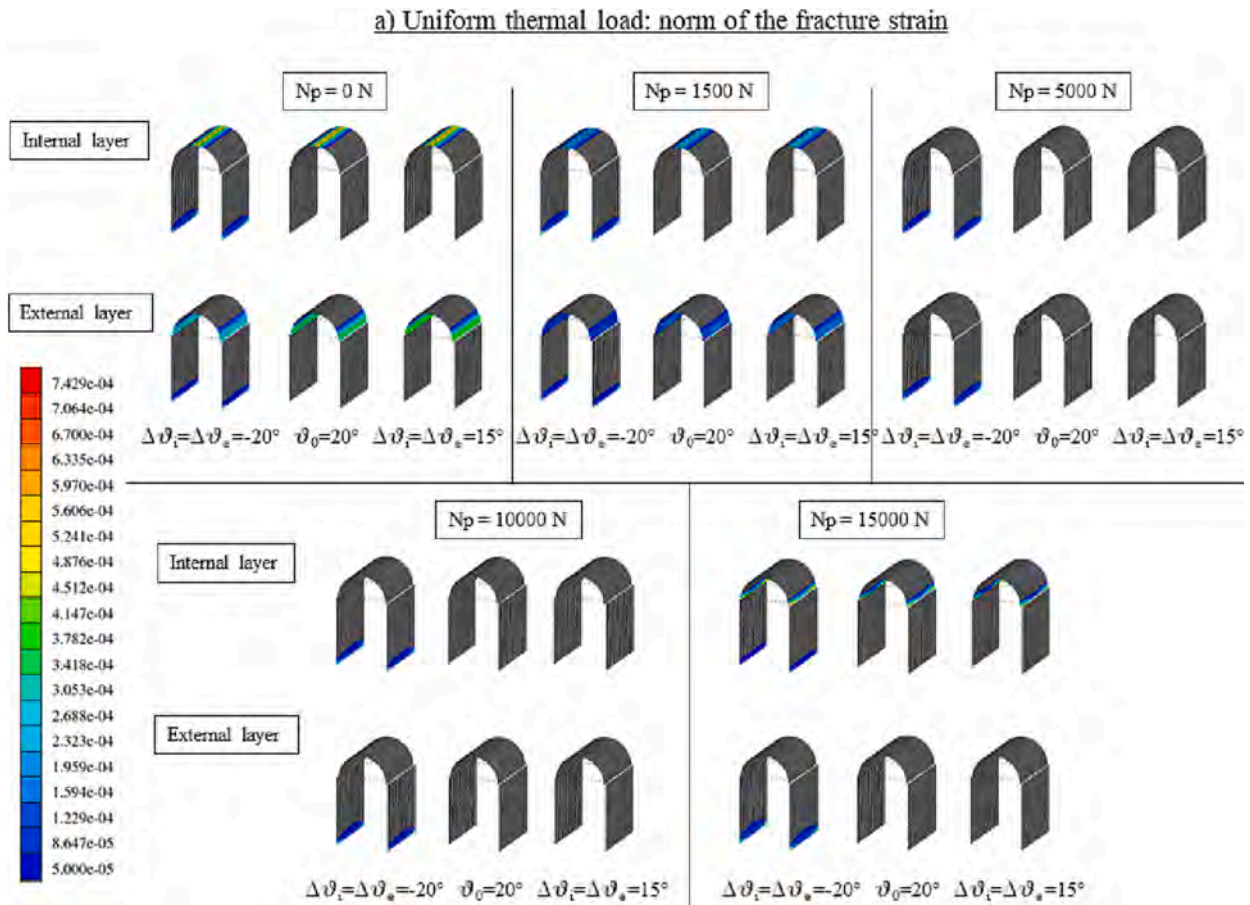 a) Uniform thermal load: norm of the fracture strain
Np = 0 N
Np = 1500 N
Np = 5000 N
Internal layer
External layer
Δϑᵢ=Δϑₑ=-20° ϑ₀=20° Δϑᵢ=Δϑₑ=15°
Δϑᵢ=Δϑₑ=-20° ϑ₀=20° Δϑᵢ=Δϑₑ=15°
Δϑᵢ=Δϑₑ=-20° ϑ₀=20° Δϑᵢ=Δϑₑ=15°
7.429e-04
7.064e-04
6.700e-04
6.335e-04
5.970e-04
5.606e-04
5.241e-04
4.876e-04
4.512e-04
4.147e-04
3.782e-04
3.418e-04
3.053e-04
2.688e-04
2.323e-04
1.959e-04
1.594e-04
1.229e-04
8.647e-05
5.000e-05
Np = 10000 N
Np = 15000 N
Internal layer
External layer
Δϑᵢ=Δϑₑ=-20° ϑ₀=20° Δϑᵢ=Δϑₑ=15°
Δϑᵢ=Δϑₑ=-20° ϑ₀=20° Δϑᵢ=Δϑₑ=15°